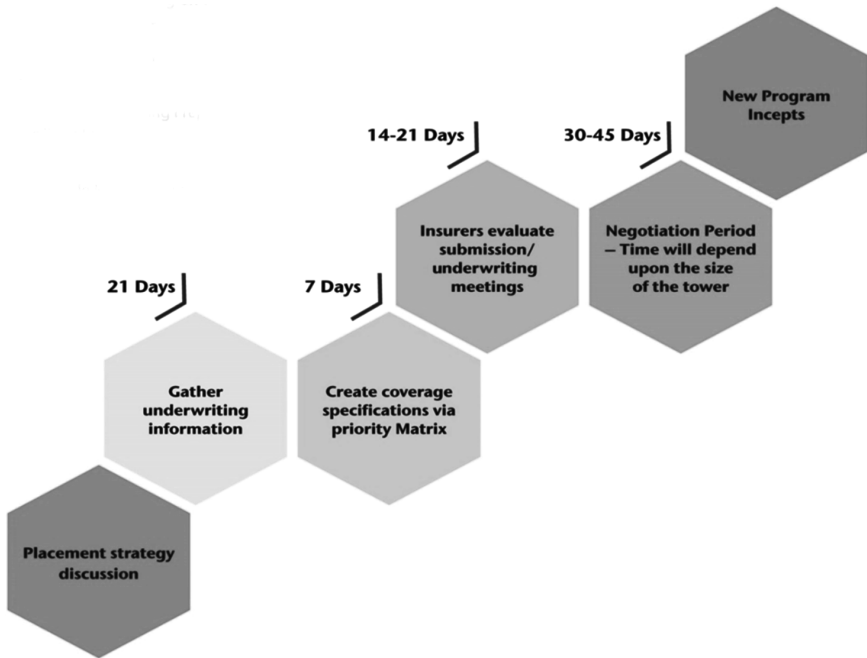 New Program
Incepts
14-21 Days
30-45 Days
Insurers evaluate
submission/
underwriting
meetings
Negotiation Period
– Time will depend
upon the size
of the tower
21 Days
7 Days
Gather
underwriting
information
Create coverage
specifications via
priority Matrix
Placement strategy
discussion